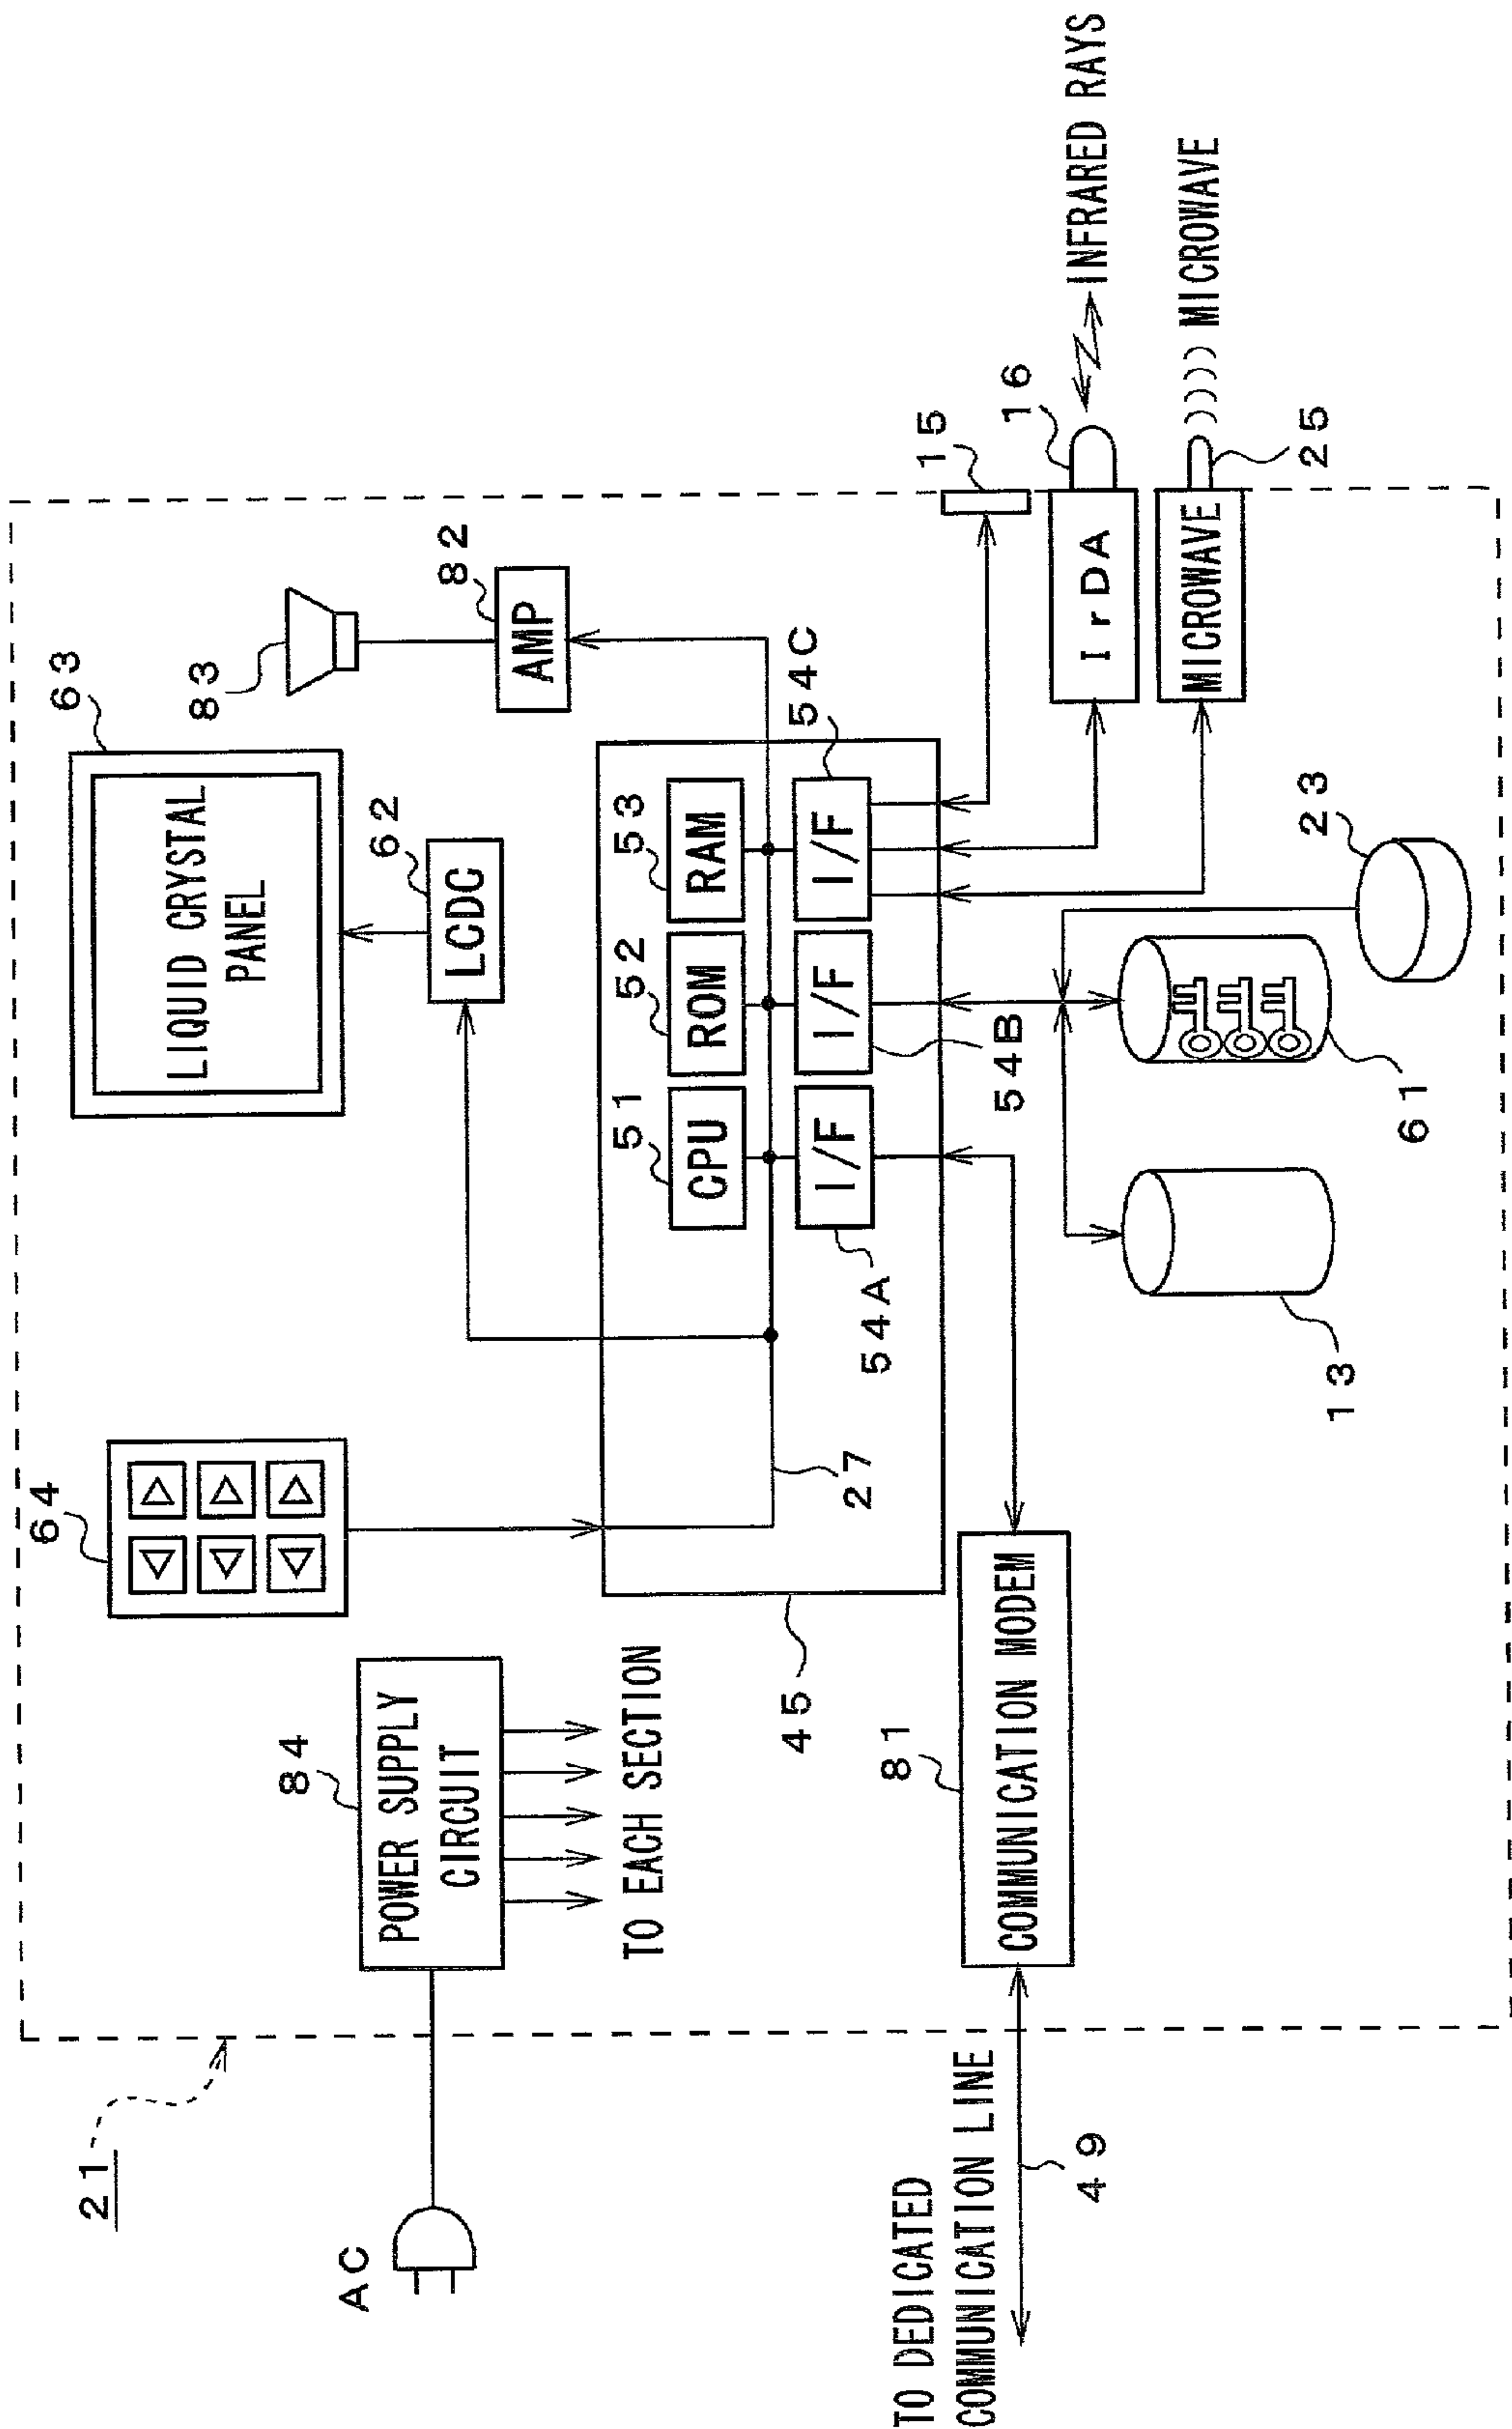 21
AC
84
POWER SUPPLY
CIRCUIT
TO EACH SECTION
64
63
LIQUID CRYSTAL
PANEL
62
LCDC
83
82
AMP
45
27
51
CPU
52
ROM
53
RAM
54A
I/F
54B
I/F
54C
I/F
15
16
IrDA
INFRARED RAYS
MICROWAVE
25
MICROWAVE
81
COMMUNICATION MODEM
TO DEDICATED
COMMUNICATION LINE
49
13
61
23